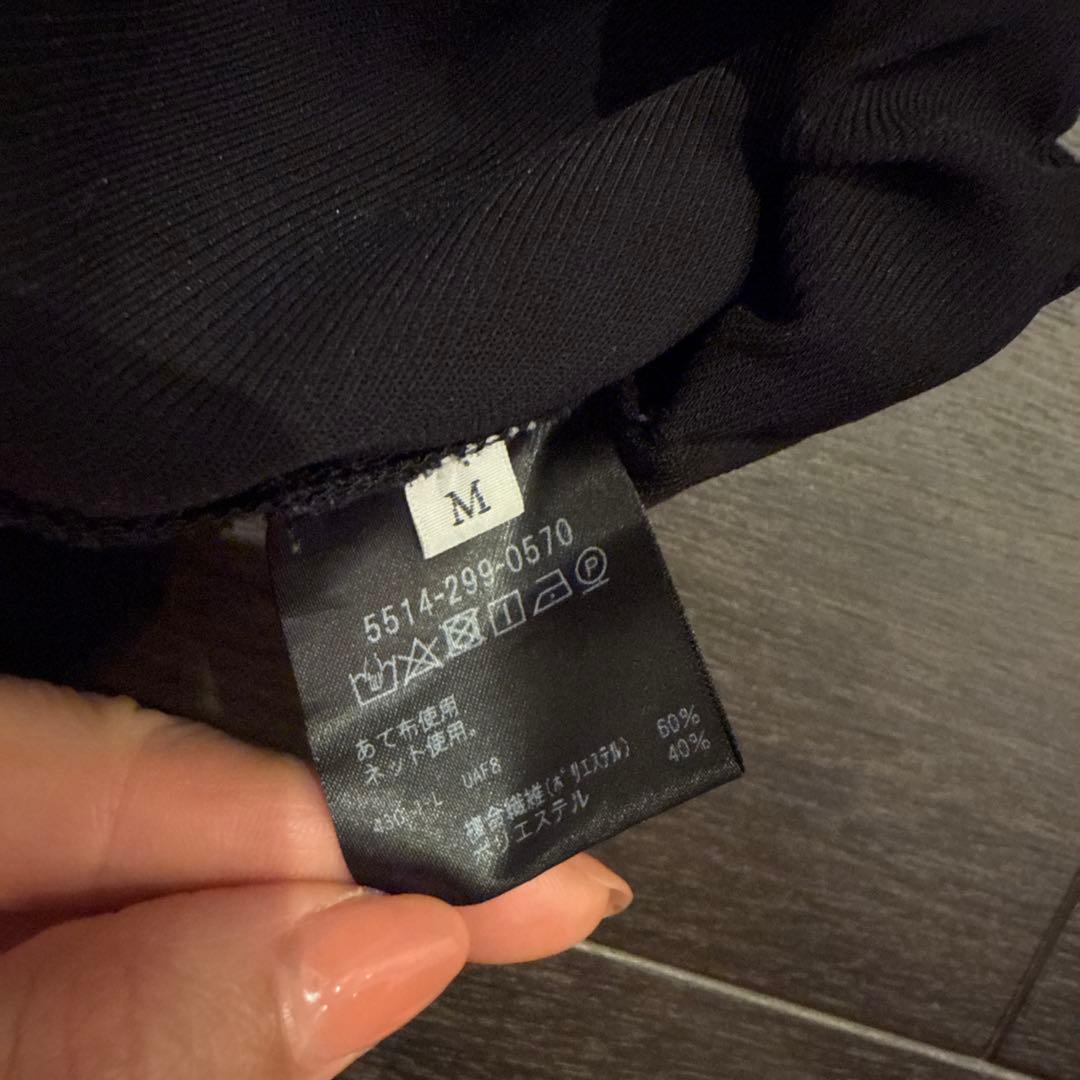 M
5514-299-0570
P
あて布使用
ネット使用。
UAF8
複合繊維(ポリエステル) 60%
ポリエステル 40%